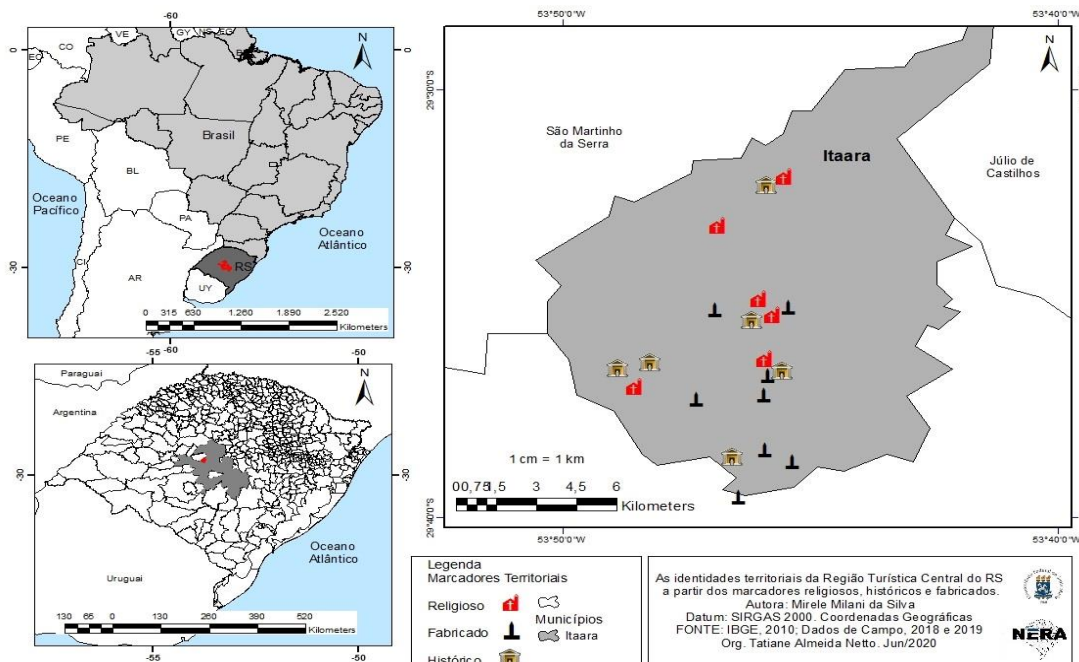 -60
N
0
CO
VE
GY
EC
Brasil
PE
BL
Oceano
Pacífico
PA
Oceano
Atlântico
-30
-30
CI
RS
AR
UY
0 315 630 1.260 1.890 2.520
Kilometers
-55 -60 -50
Paraguai
N
Argentina
-30
-30
Oceano
Atlântico
Uruguai
130 65 0 130 260 390 520
Kilometers
-55 -50
53°50'0"O 53°40'0"O
N
29°30'0"S
São Martinho
da Serra
Itaara
Júlio de
Castilhos
1 cm = 1 km
00,751,5 3 4,5 6
Kilometers
29°40'0"S
53°50'0"O 53°40'0"O
Legenda
Marcadores Territoriais
Religioso
Municípios
Fabricado
Itaara
Histórico
As identidades territoriais da Região Turística Central do RS
a partir dos marcadores religiosos, históricos e fabricados.
Autora: Mirele Milani da Silva
Datum: SIRGAS 2000. Coordenadas Geográficas
FONTE: IBGE, 2010; Dados de Campo, 2018 e 2019
Org. Tatiane Almeida Netto. Jun/2020
NERA